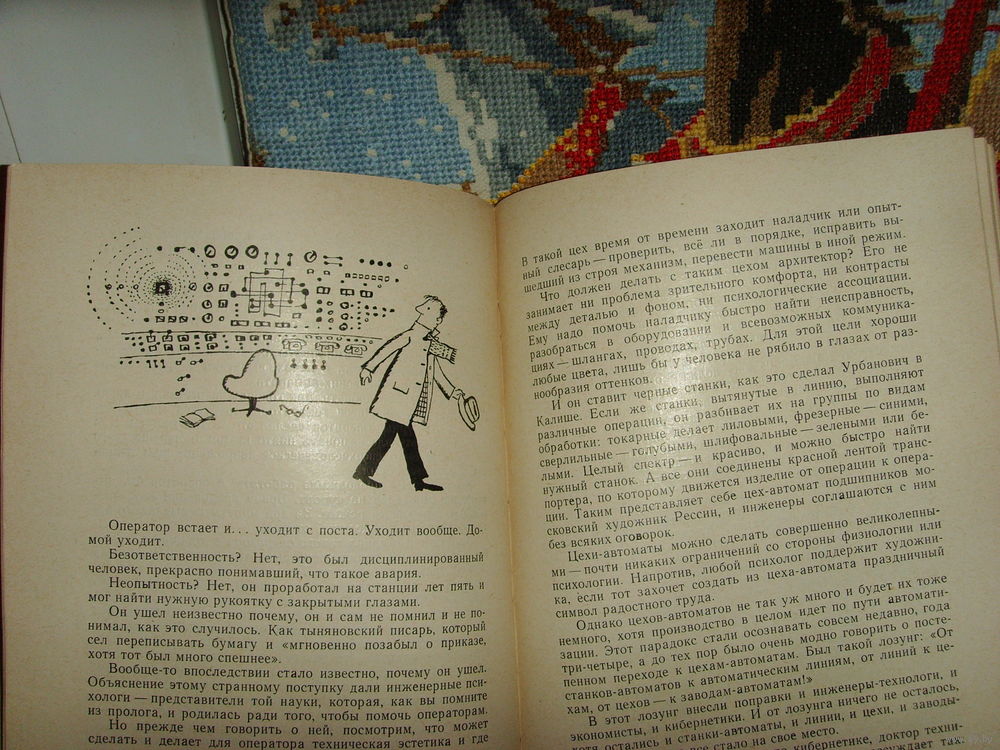 Оператор встает и... уходит с поста. Уходит вообще. До-
мой уходит.
Безответственность? Нет, это был дисциплинированный
человек, прекрасно понимавший, что такое авария.
Неопытность? Нет, он проработал на станции лет пять и
мог найти нужную рукоятку с закрытыми глазами.
Он ушел неизвестно почему, он и сам не помнил и не по-
нимал, как это случилось. Как тыняновский писарь, который
сел переписывать бумагу и «мгновенно позабыл о приказе,
хотя тот был много спешнее».
Вообще-то впоследствии стало известно, почему он ушел.
Объяснение этому странному поступку дали инженерные пси-
хологи — представители той науки, которая, как вы помните
из пролога, и родилась ради того, чтобы помочь операторам.
Но прежде чем говорить о ней, посмотрим, что может
сделать и делает для оператора техническая эстетика и где
В такой цех время от времени заходит наладчик или опыт-
ный слесарь — проверить, всё ли в порядке, исправить вы-
шедший из строя механизм, перевести машины в иной режим.
Что должен делать с таким цехом архитектор? Его не
занимает ни проблема зрительного комфорта, ни контрасты
между деталью и фоном, ни психологические ассоциации.
Ему надо помочь наладчику быстро найти неисправность,
разобраться в оборудовании и всевозможных коммуника-
циях — шлангах, проводах, трубах. Для этой цели хороши
любые цвета, лишь бы у человека не рябило в глазах от раз-
нообразия оттенков.
И он ставит черные станки, как это сделал Урбанович в
Калише. Если же станки, вытянутые в линию, выполняют
различные операции, он разбивает их на группы по видам
обработки: токарные делает лиловыми, фрезерные — синими,
сверлильные — голубыми, шлифовальные — зелеными или бе-
лыми. Целый спектр — и красиво, и можно быстро найти
нужный станок. А все они соединены красной лентой транс-
портера, по которому движется изделие от операции к опера-
ции. Таким представляет себе цех-автомат подшипников мо-
сковский художник Рессин, и инженеры соглашаются с ним
без всяких оговорок.
Цехи-автоматы можно сделать совершенно великолепны-
ми — почти никаких ограничений со стороны физиологии или
психологии. Напротив, любой психолог поддержит художни-
ка, если тот захочет создать из цеха-автомата праздничный
символ радостного труда.
Однако цехов-автоматов не так уж много и будет их тоже
немного, хотя производство в целом идет по пути автомати-
зации. Этот парадокс стали осознавать совсем недавно, года
три-четыре, а до тех пор было очень модно говорить о посте-
пенном переходе к цехам-автоматам. Был такой лозунг: «От
станков-автоматов к автоматическим линиям, от линий к це-
хам, от цехов — к заводам-автоматам!»
В этот лозунг внесли поправки и инженеры-технологи, и
экономисты, и кибернетики. И от лозунга ничего не осталось,
хотя остались и станки-автоматы, и линии, и цехи, и заводы-
все стало на свое место.
кибернетике, доктор техни-